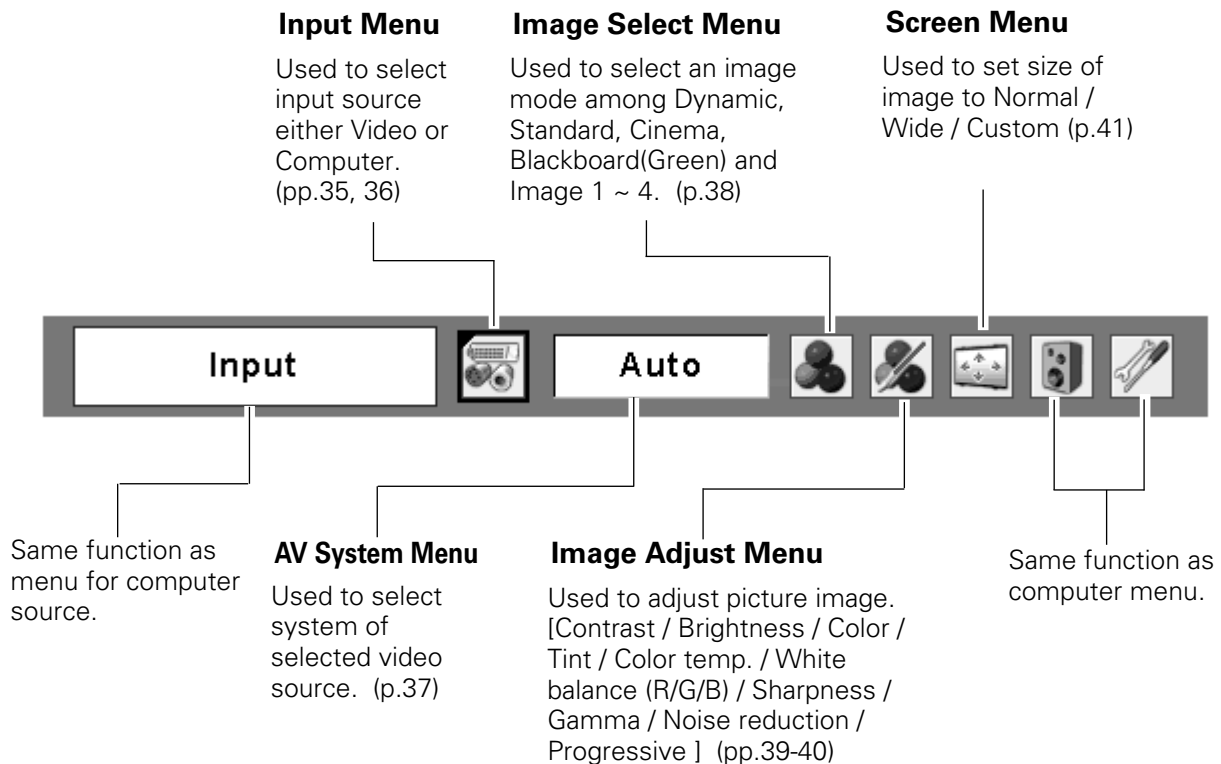 Input Menu
Used to select
input source
either Video or
Computer.
(pp.35, 36)
Image Select Menu
Used to select an image
mode among Dynamic,
Standard, Cinema,
Blackboard(Green) and
Image 1 ~ 4.  (p.38)
Screen Menu
Used to set size of
image to Normal /
Wide / Custom (p.41)
Input
Auto
Same function as
menu for computer
source.
AV System Menu
Used to select
system of
selected video
source.  (p.37)
Image Adjust Menu
Used to adjust picture image.
[Contrast / Brightness / Color /
Tint / Color temp. / White
balance (R/G/B) / Sharpness /
Gamma / Noise reduction /
Progressive ]  (pp.39-40)
Same function as
computer menu.